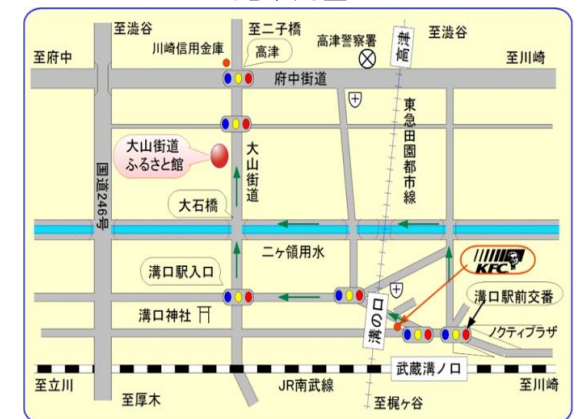 至渋谷
至二子橋
至渋谷
川崎信用金庫
高津
高津警察署
高津
至府中
至川崎
府中街道
東急田園都市線
大山街道
ふるさと館
大山街道
国道246号
大石橋
二ヶ領用水
KFC
溝口駅入口
溝口駅前交番
溝口神社
溝の口
ノクティプラザ
武蔵溝ノ口
至立川
至厚木
JR南武線
至梶ヶ谷
至川崎